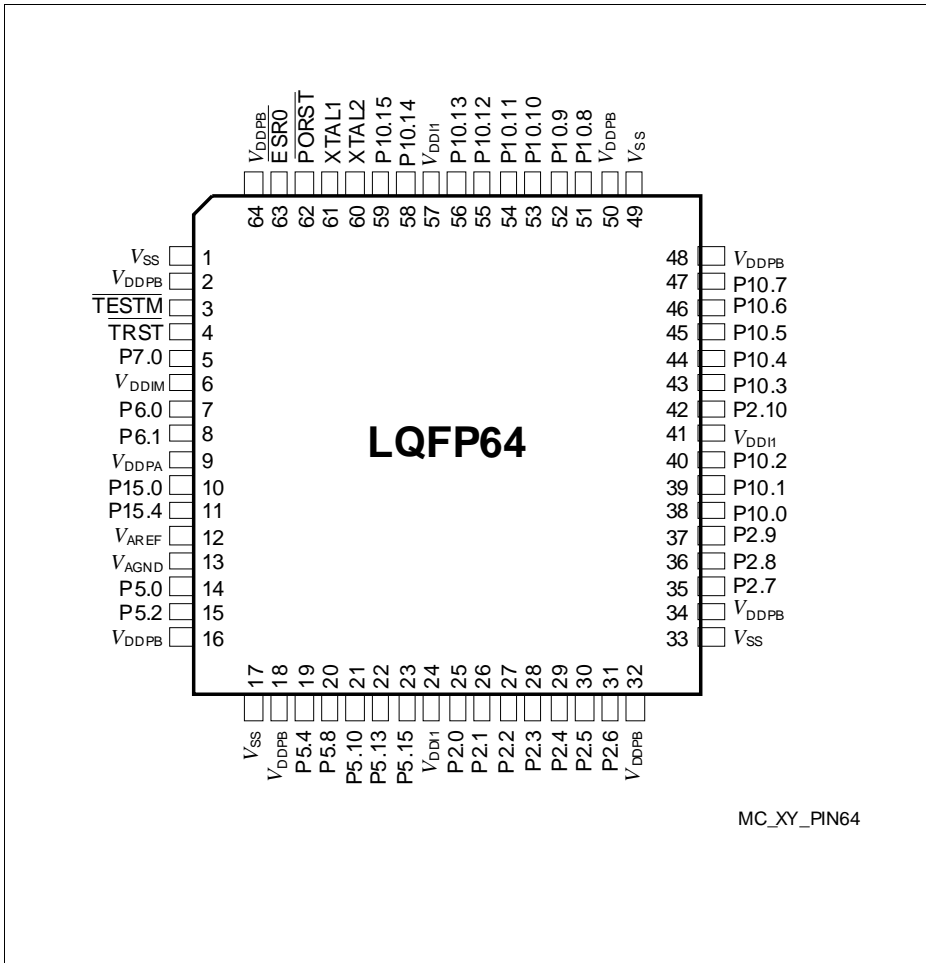 VDDPB
ESR0
PORST
XTAL1
XTAL2
P10.15
P10.14
VDDI1
P10.13
P10.12
P10.11
P10.10
P10.9
P10.8
VDDPB
VSS
64 63 62 61 60 59 58 57 56 55 54 53 52 51 50 49
VSS 1
VDDPB 2
TESTM 3
TRST 4
P7.0 5
VDDIM 6
P6.0 7
P6.1 8
VDDPA 9
P15.0 10
P15.4 11
VAREF 12
VAGND 13
P5.0 14
P5.2 15
VDDPB 16
LQFP64
48 VDDPB
47 P10.7
46 P10.6
45 P10.5
44 P10.4
43 P10.3
42 P2.10
41 VDDI1
40 P10.2
39 P10.1
38 P10.0
37 P2.9
36 P2.8
35 P2.7
34 VDDPB
33 VSS
17 18 19 20 21 22 23 24 25 26 27 28 29 30 31 32
VSS
VDDPB
P5.4
P5.8
P5.10
P5.13
P5.15
VDDI1
P2.0
P2.1
P2.2
P2.3
P2.4
P2.5
P2.6
VDDPB
MC_XY_PIN64